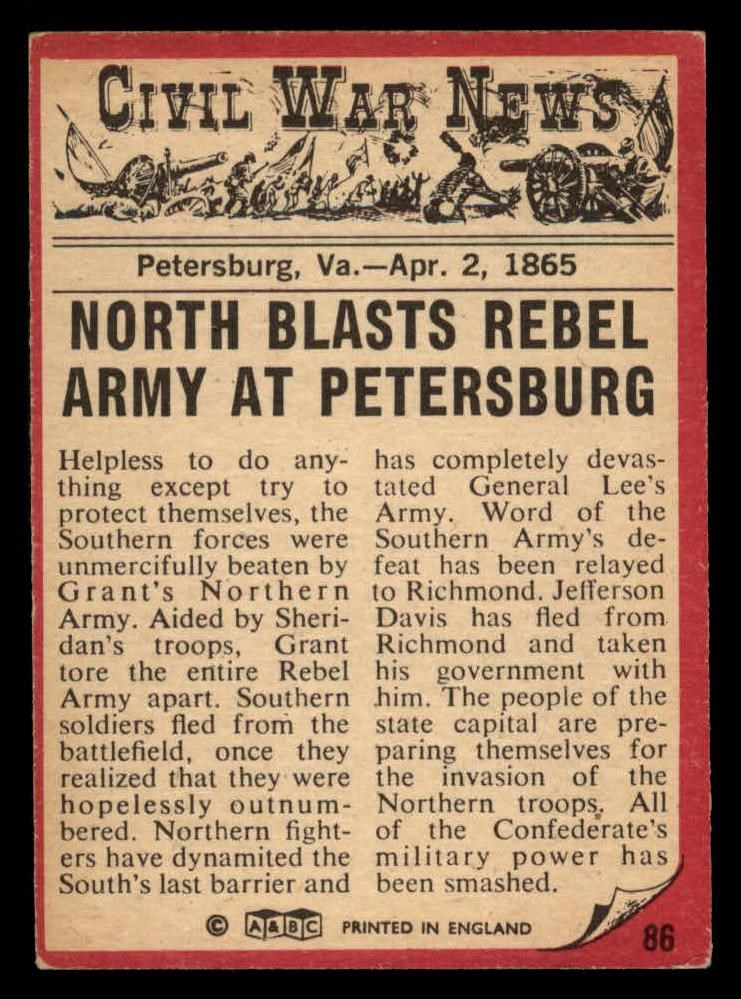 CIVIL WAR NEWS
Petersburg, Va.—Apr. 2, 1865
NORTH BLASTS REBEL
ARMY AT PETERSBURG
Helpless to do any-
thing except try to
protect themselves, the
Southern forces were
unmercifully beaten by
Grant's Northern
Army. Aided by Sheri-
dan's troops, Grant
tore the entire Rebel
Army apart. Southern
soldiers fled from the
battlefield, once they
realized that they were
hopelessly outnum-
bered. Northern fight-
ers have dynamited the
South's last barrier and
has completely devas-
tated General Lee's
Army. Word of the
Southern Army's de-
feat has been relayed
to Richmond. Jefferson
Davis has fled from
Richmond and taken
his government with
him. The people of the
state capital are pre-
paring themselves for
the invasion of the
Northern troops. All
of the Confederate's
military power has
been smashed.
© A&BC PRINTED IN ENGLAND
86